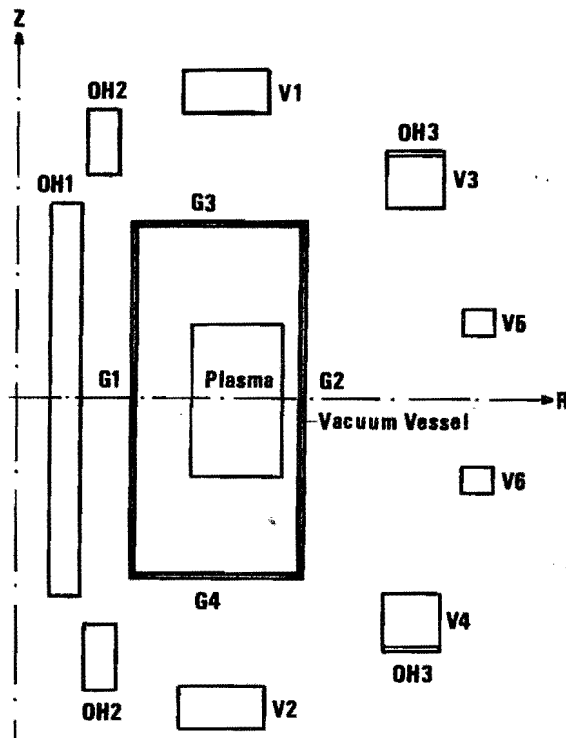 Z
OH2
V1
OH3
OH1
V3
G3
V5
G1
Plasma
G2
R
Vacuum Vessel
V6
G4
V4
OH3
OH2
V2